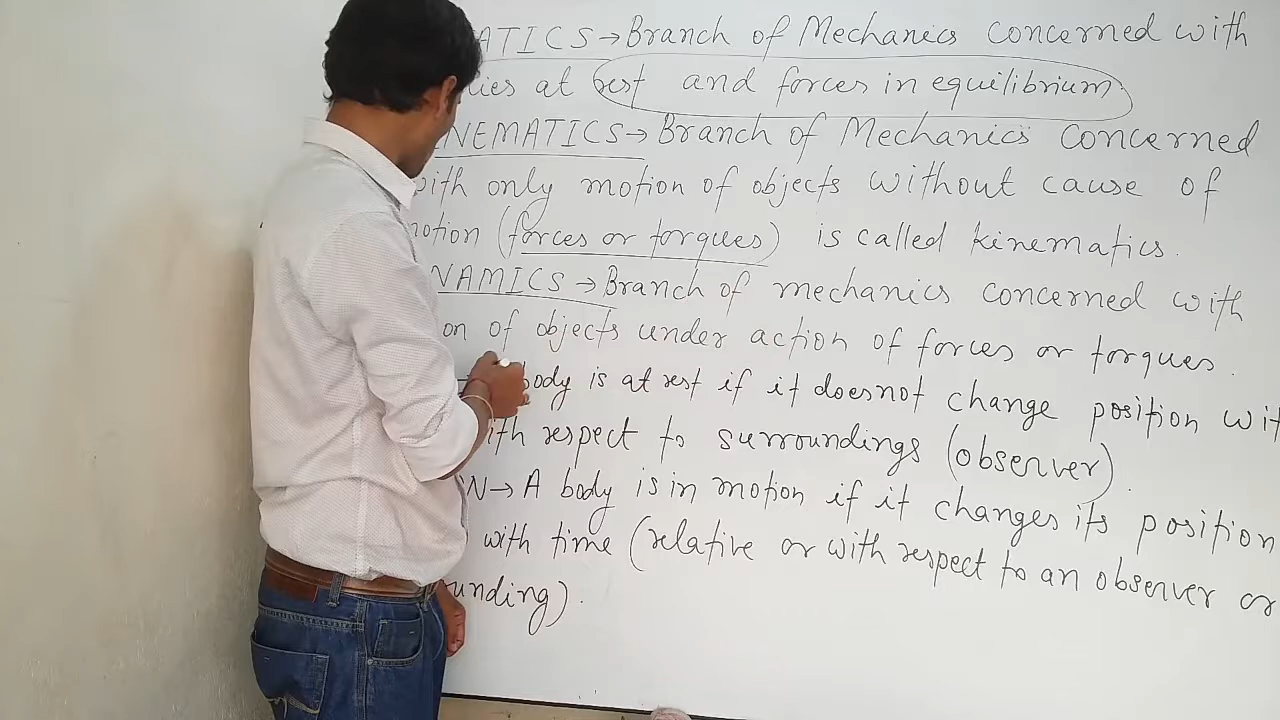 ATICS→Branch of Mechanics concerned with
ies at rest and forces in equilibrium.
NEMATICS→Branch of Mechanics concerned
with only motion of objects without cause of
motion (forces or torques) is called kinematics.
NAMICS→Branch of mechanics concerned with
on of objects under action of forces or torques.
body is at rest if it doesnot change position wit
ith respect to surroundings (observer).
N→A body is in motion if it changes its position
with time (relative or with respect to an observer or
unding).